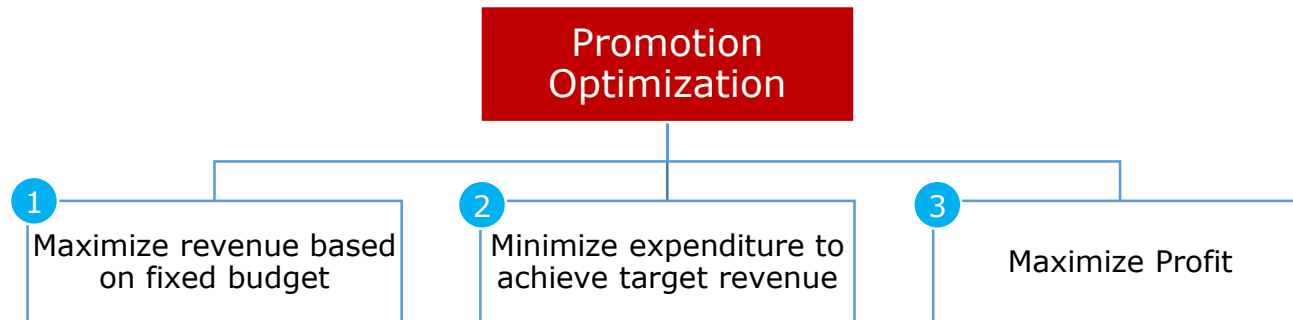 Promotion
Optimization
1
Maximize revenue based
on fixed budget
2
Minimize expenditure to
achieve target revenue
3
Maximize Profit